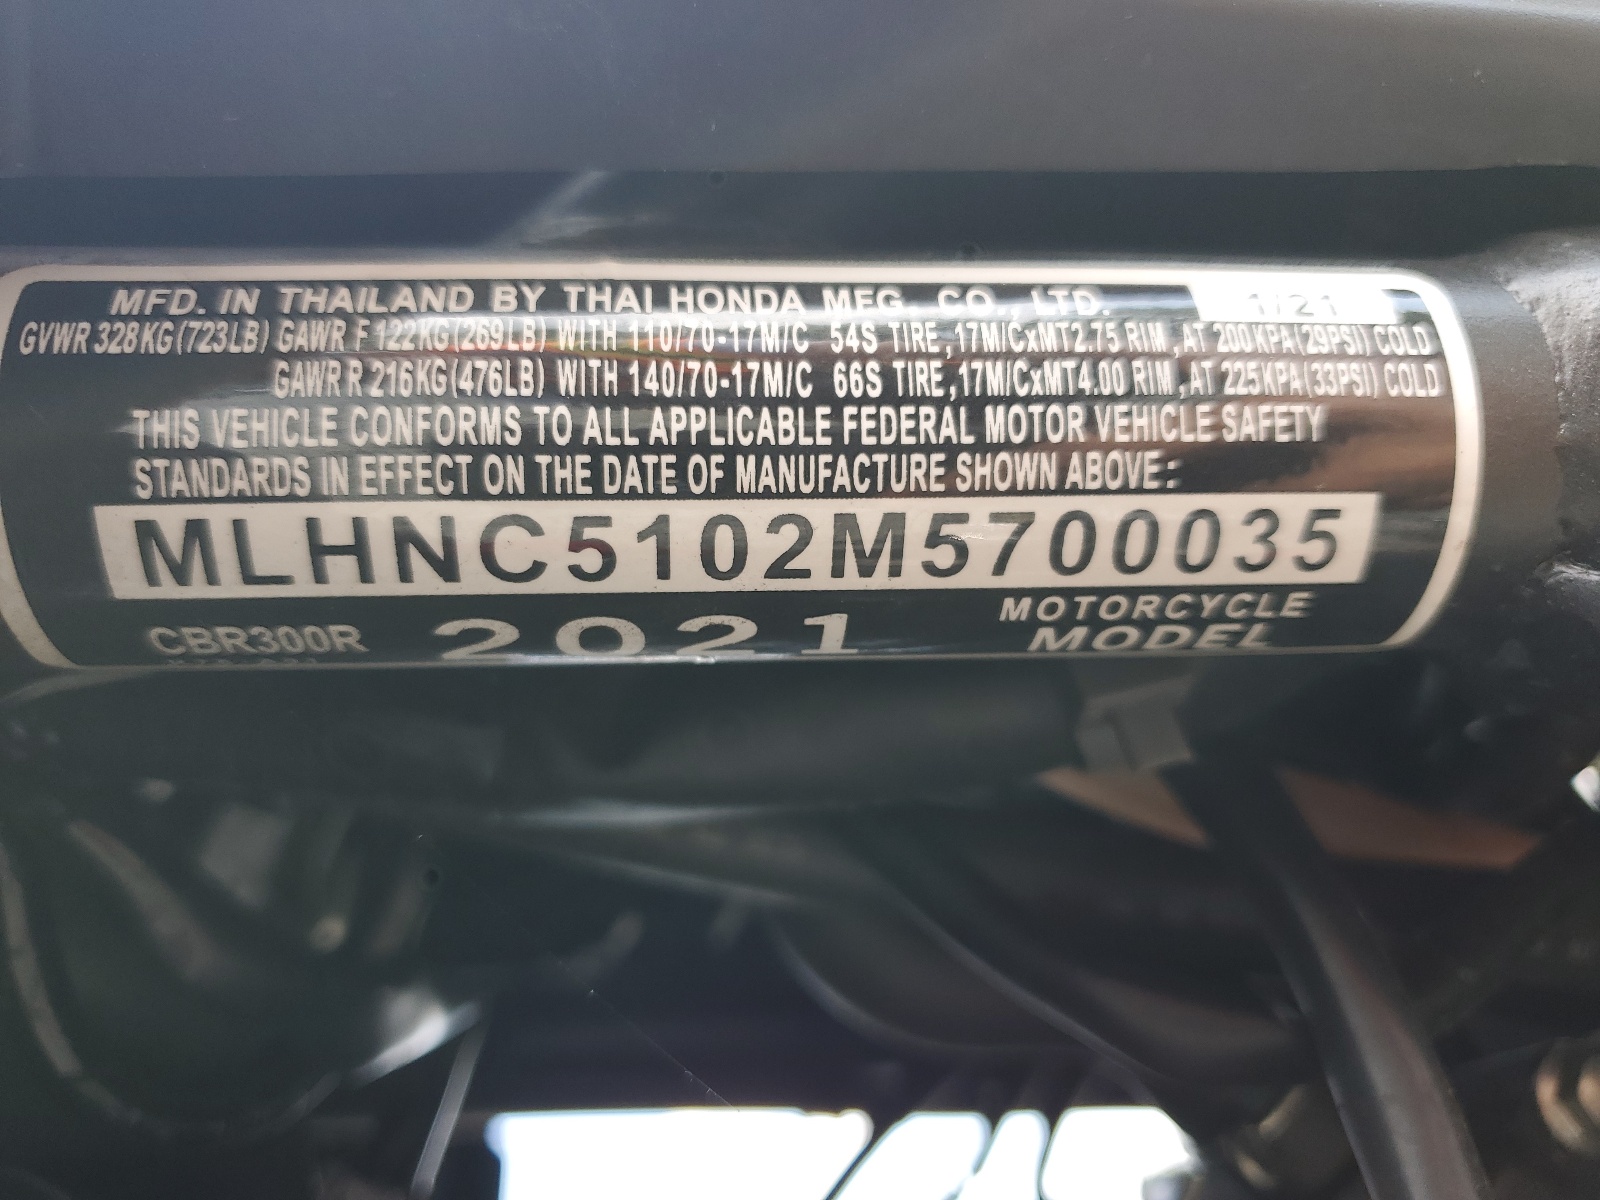 MFD. IN THAILAND BY THAI HONDA MFG. CO., LTD. 1/21
GVWR 328KG(723LB) GAWR F 122KG(269LB) WITH 110/70-17M/C 54S TIRE,17M/CxMT2.75 RIM,AT 200KPA(29PSI) COLD
GAWR R 216KG(476LB) WITH 140/70-17M/C 66S TIRE,17M/CxMT4.00 RIM,AT 225KPA(33PSI) COLD
THIS VEHICLE CONFORMS TO ALL APPLICABLE FEDERAL MOTOR VEHICLE SAFETY
STANDARDS IN EFFECT ON THE DATE OF MANUFACTURE SHOWN ABOVE:
MLHNC5102M5700035
CBR300R 2021 MOTORCYCLE
MODEL